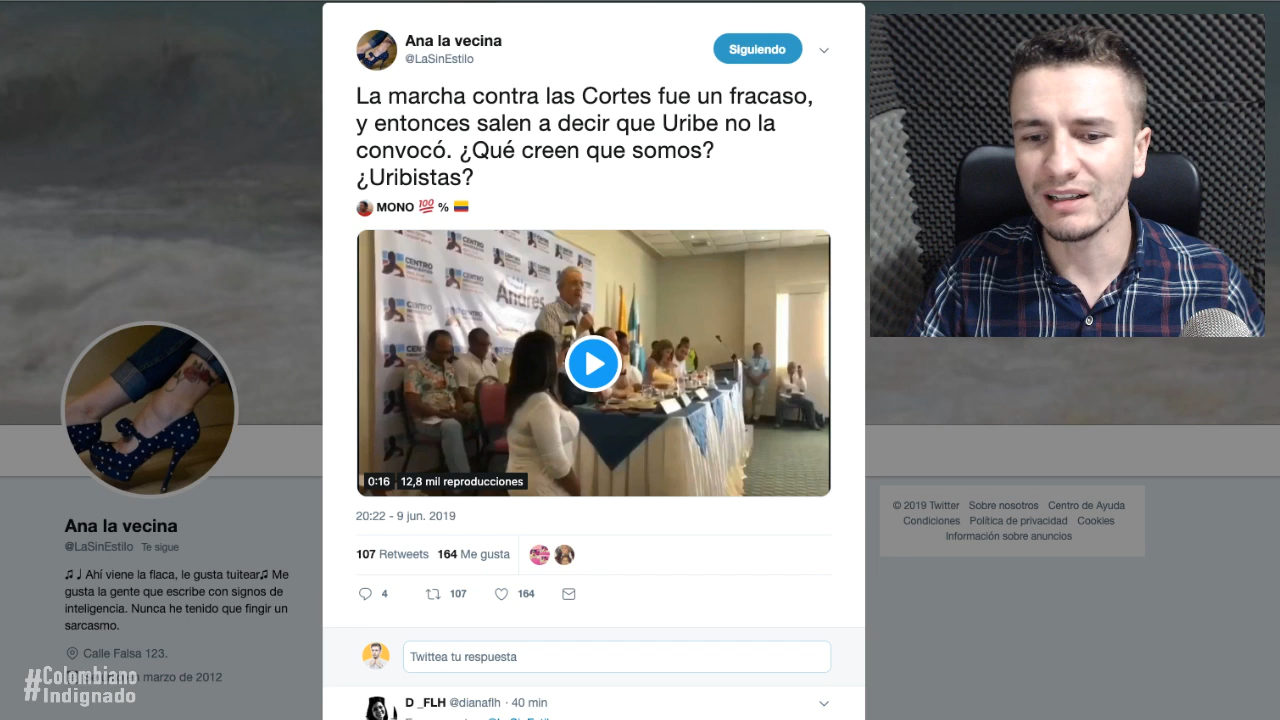 Ana la vecina
@LaSinEstilo
Siguiendo
La marcha contra las Cortes fue un fracaso,
y entonces salen a decir que Uribe no la
convocó. ¿Qué creen que somos?
¿Uribistas?
MONO 💯 % 🇨🇴
CENTRO
CENTRO
CENTRO
Andrés
0:16
12,8 mil reproducciones
20:22 - 9 jun. 2019
107 Retweets 164 Me gusta
4 107 164
Twittea tu respuesta
D _FLH @dianaflh · 40 min
Ana la vecina
@LaSinEstilo Te sigue
♫ ♩ Ahí viene la flaca, le gusta tuitear♫ Me
gusta la gente que escribe con signos de
inteligencia. Nunca he tenido que fingir un
sarcasmo.
Calle Falsa 123.
marzo de 2012
#Colombiano
Indignado
© 2019 Twitter Sobre nosotros Centro de Ayuda
Condiciones Política de privacidad Cookies
Información sobre anuncios